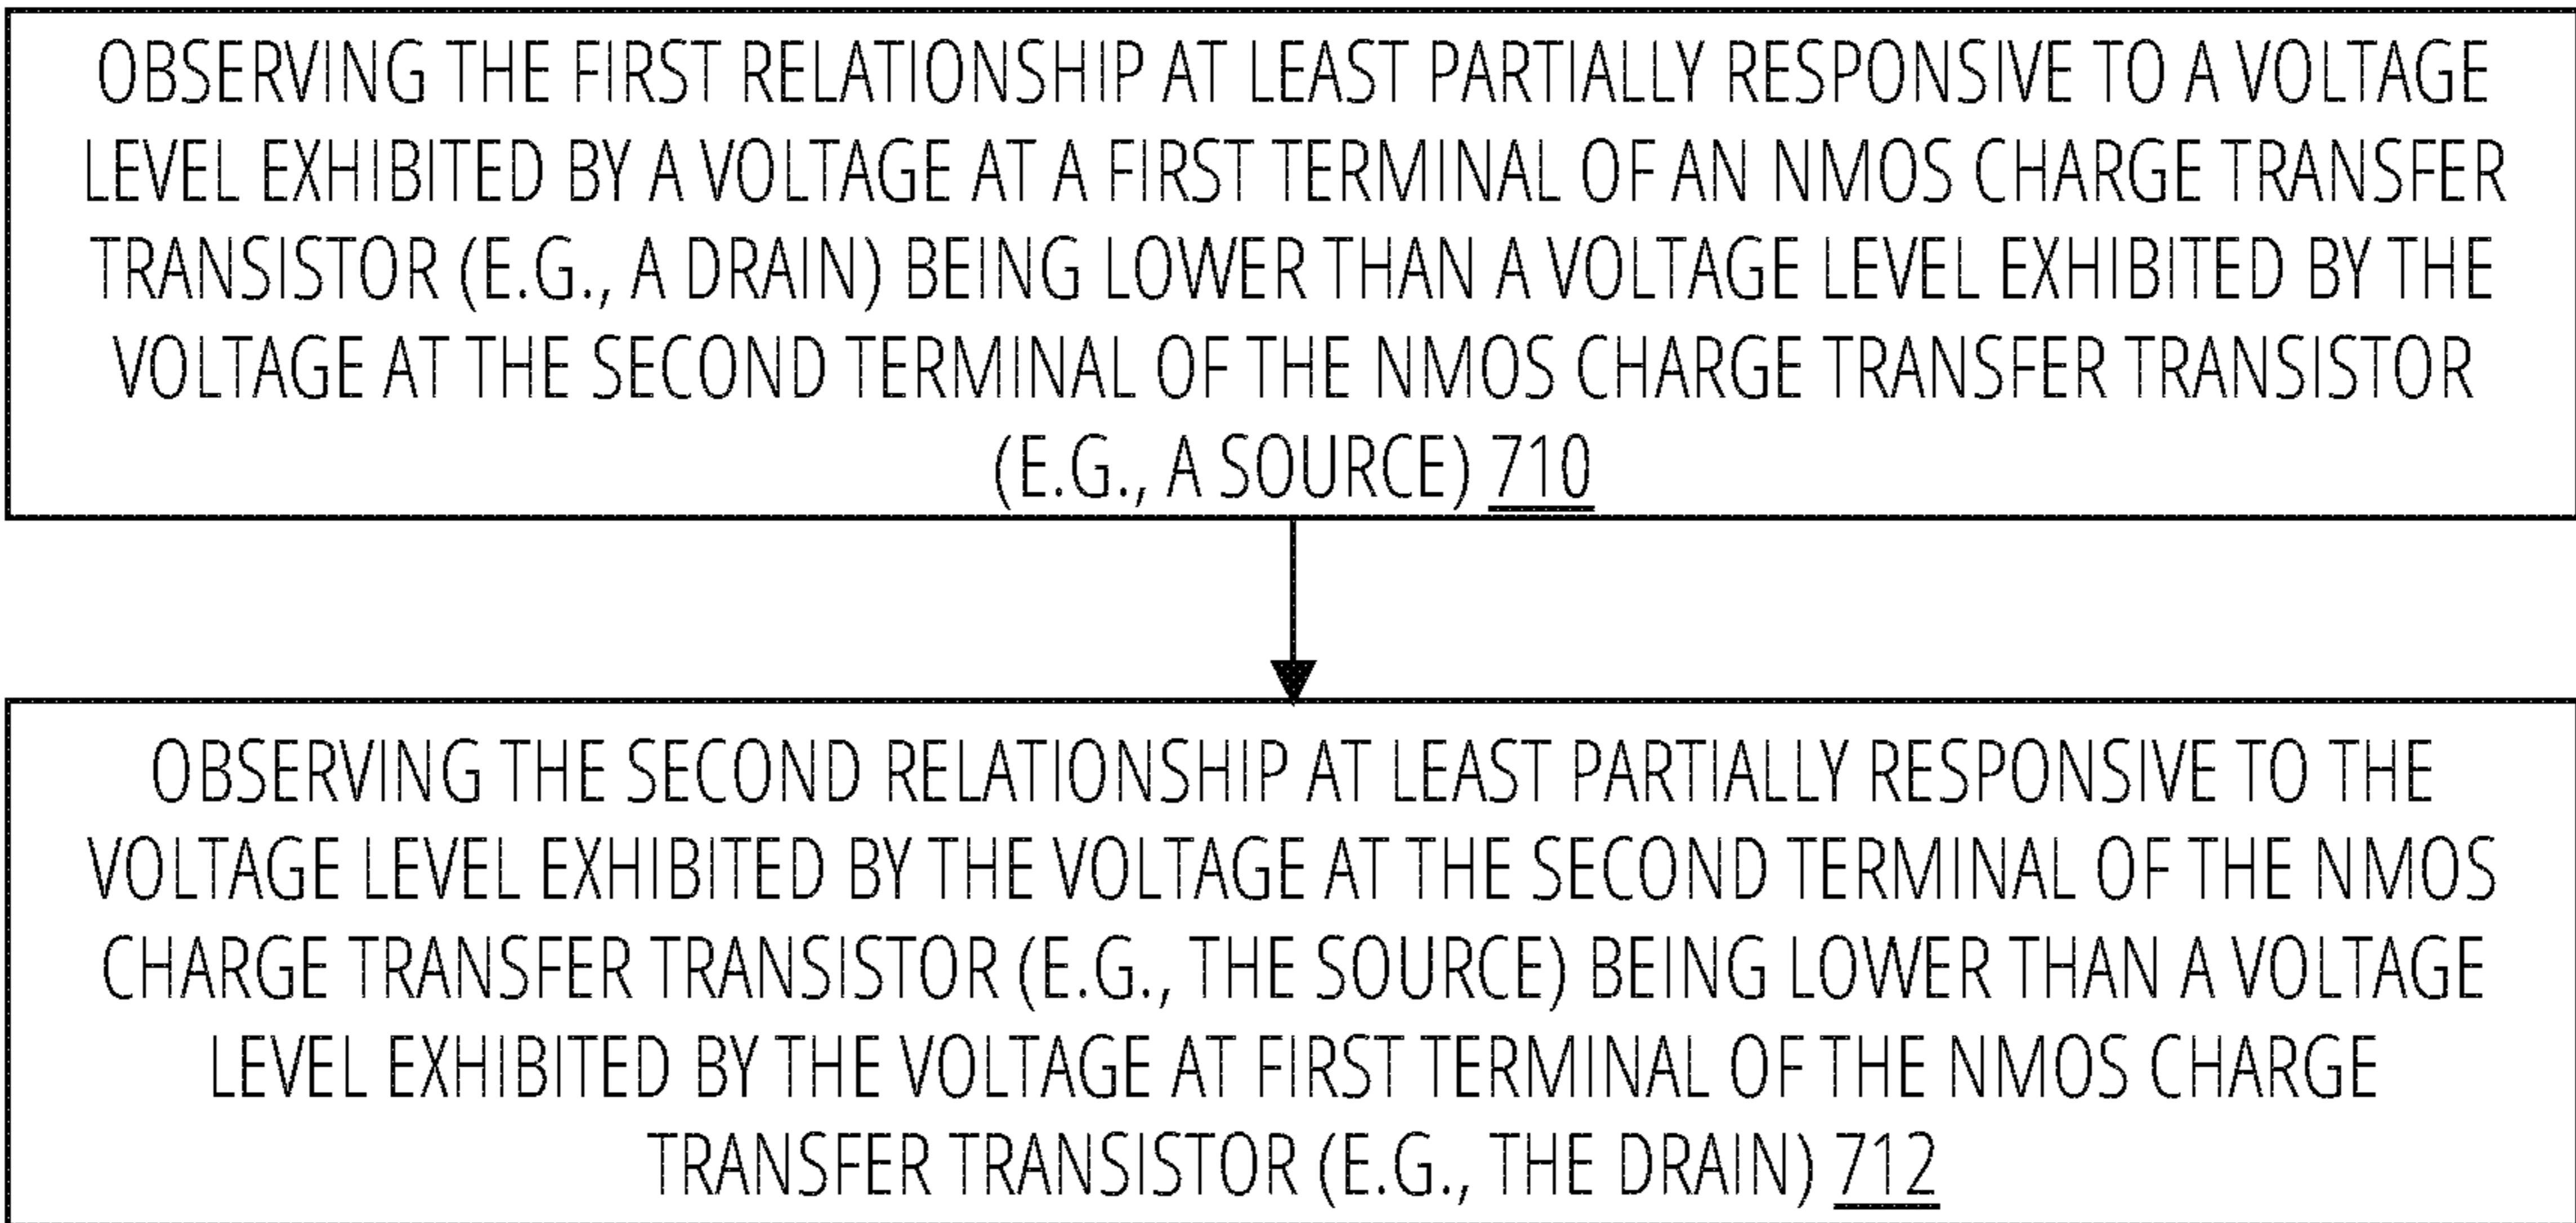 OBSERVING THE FIRST RELATIONSHIP AT LEAST PARTIALLY RESPONSIVE TO A VOLTAGE
LEVEL EXHIBITED BY A VOLTAGE AT A FIRST TERMINAL OF AN NMOS CHARGE TRANSFER
TRANSISTOR (E.G., A DRAIN) BEING LOWER THAN A VOLTAGE LEVEL EXHIBITED BY THE
VOLTAGE AT THE SECOND TERMINAL OF THE NMOS CHARGE TRANSFER TRANSISTOR
(E.G., A SOURCE) 710
OBSERVING THE SECOND RELATIONSHIP AT LEAST PARTIALLY RESPONSIVE TO THE
VOLTAGE LEVEL EXHIBITED BY THE VOLTAGE AT THE SECOND TERMINAL OF THE NMOS
CHARGE TRANSFER TRANSISTOR (E.G., THE SOURCE) BEING LOWER THAN A VOLTAGE
LEVEL EXHIBITED BY THE VOLTAGE AT FIRST TERMINAL OF THE NMOS CHARGE
TRANSFER TRANSISTOR (E.G., THE DRAIN) 712